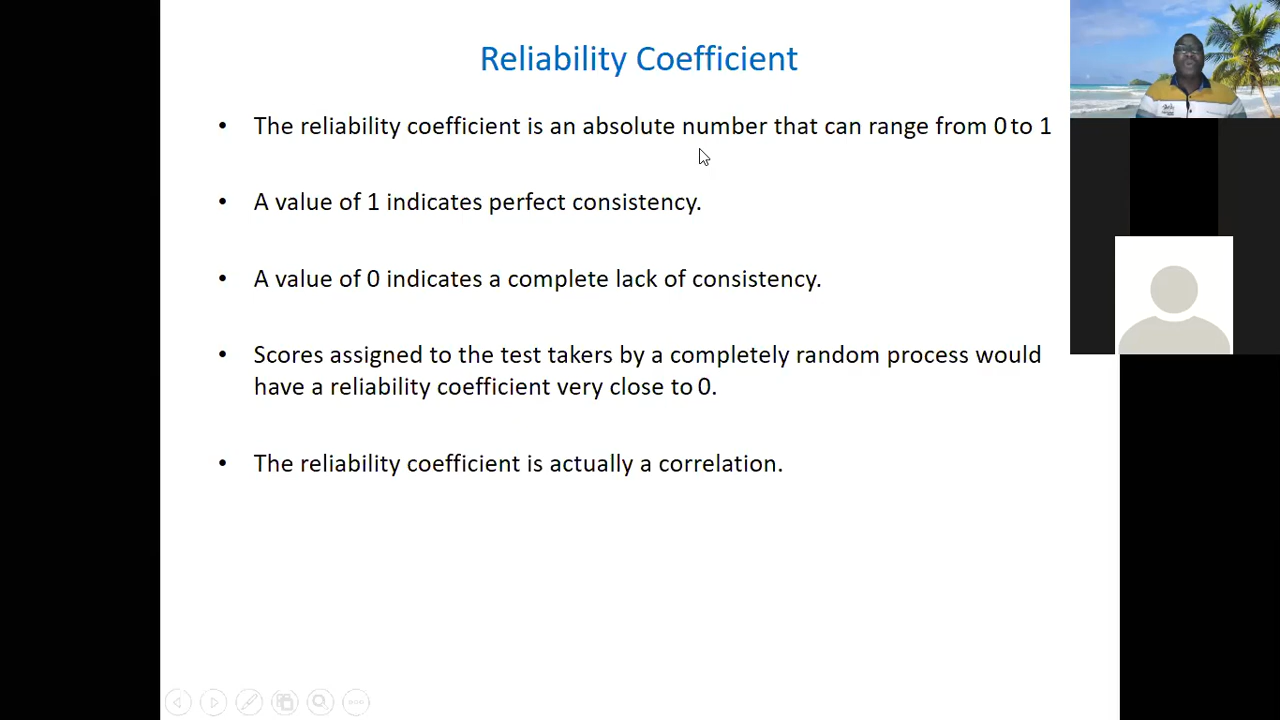 Reliability Coefficient
• The reliability coefficient is an absolute number that can range from 0 to 1
• A value of 1 indicates perfect consistency.
• A value of 0 indicates a complete lack of consistency.
• Scores assigned to the test takers by a completely random process would
have a reliability coefficient very close to 0.
• The reliability coefficient is actually a correlation.